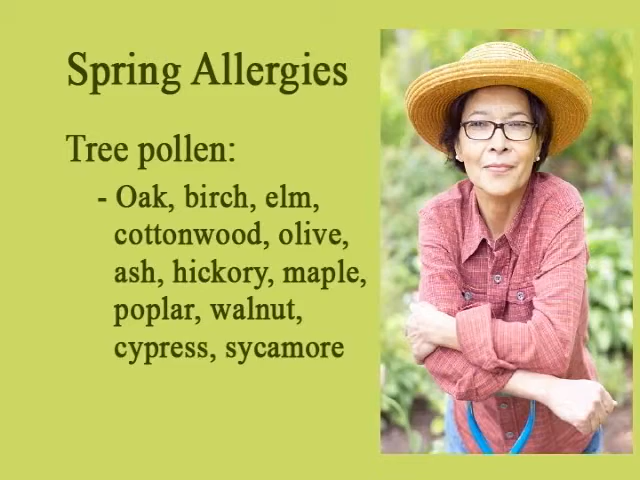 Spring Allergies
Tree pollen:
- Oak, birch, elm,
cottonwood, olive,
ash, hickory, maple,
poplar, walnut,
cypress, sycamore